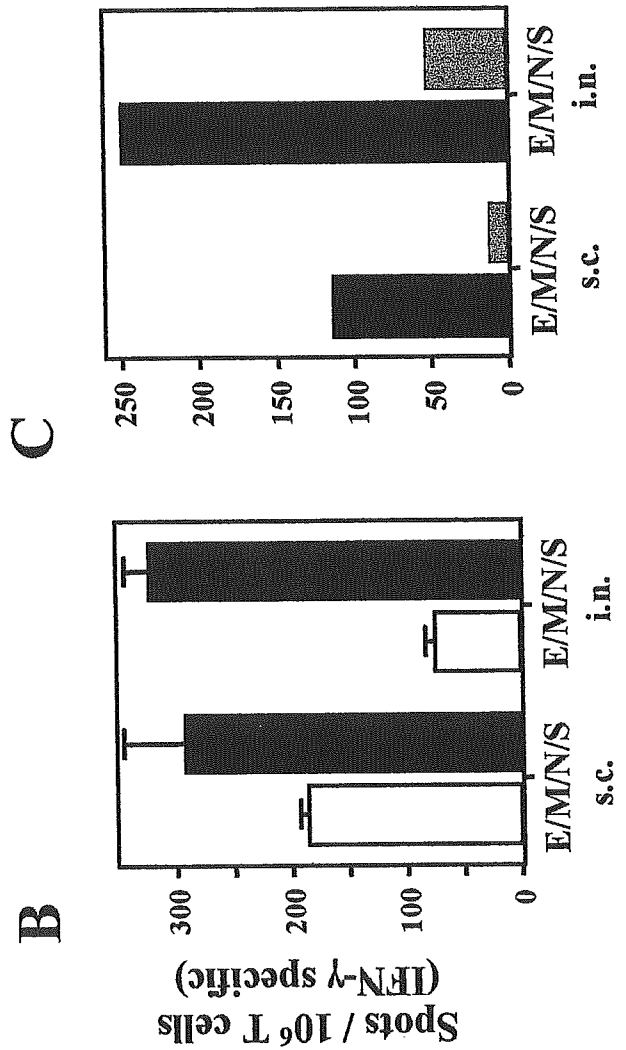 B
Spots / 10⁶ T cells
(IFN-γ specific)
300
200
100
0
E/M/N/S
s.c.
E/M/N/S
i.n.
C
250
200
150
100
50
0
E/M/N/S
s.c.
E/M/N/S
i.n.